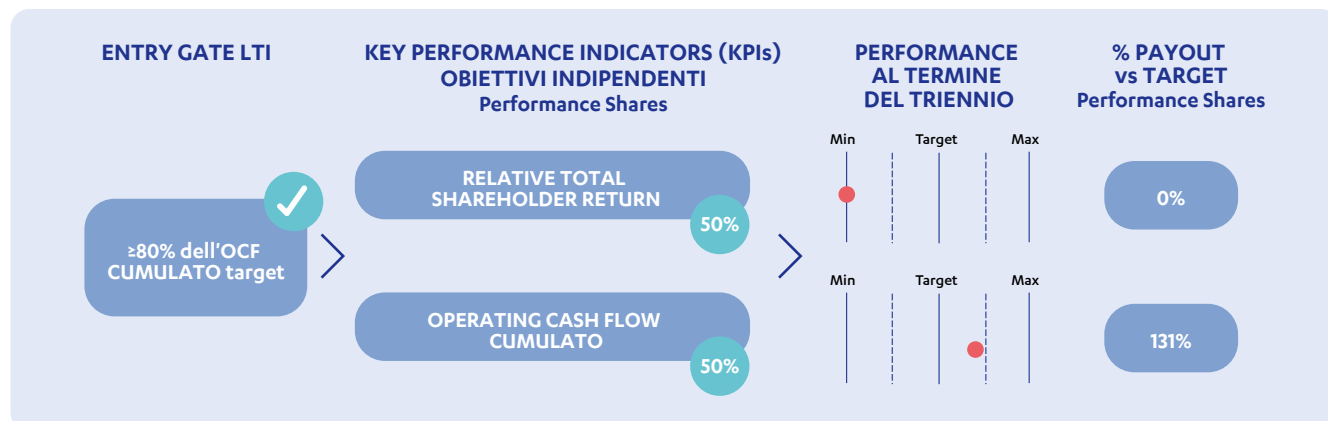 ENTRY GATE LTI
≥80% dell'OCF
CUMULATO target
KEY PERFORMANCE INDICATORS (KPIs)
OBIETTIVI INDIPENDENTI
Performance Shares
RELATIVE TOTAL
SHAREHOLDER RETURN
50%
OPERATING CASH FLOW
CUMULATO
50%
PERFORMANCE
AL TERMINE
DEL TRIENNIO
Min Target Max
Min Target Max
% PAYOUT
vs TARGET
Performance Shares
0%
131%